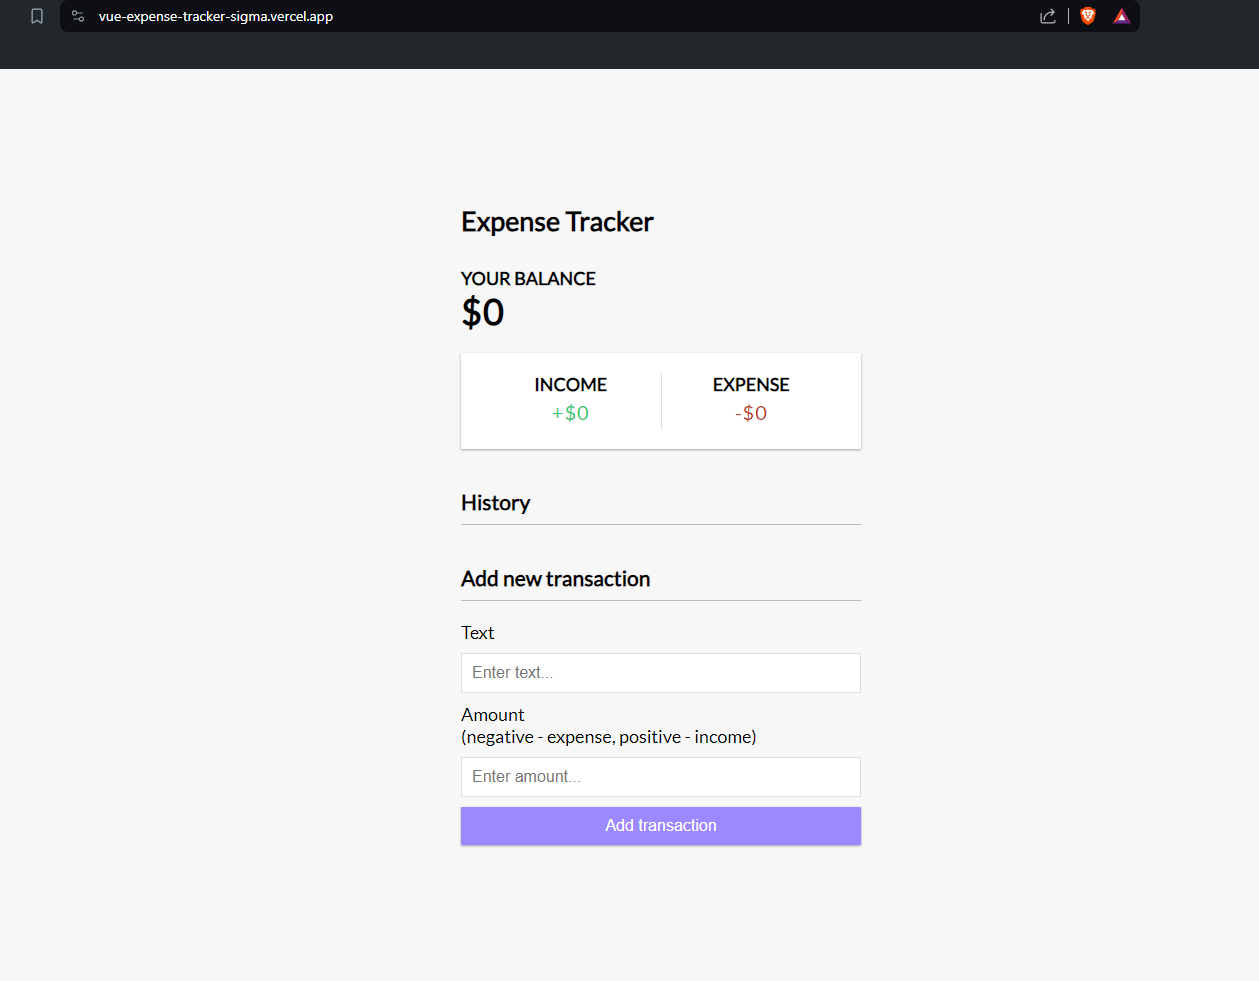 vue-expense-tracker-sigma.vercel.app
Expense Tracker
YOUR BALANCE
$0
INCOME
EXPENSE
+$0
-$0
History
Add new transaction
Text
Enter text...
Amount
(negative - expense, positive - income)
Enter amount...
Add transaction